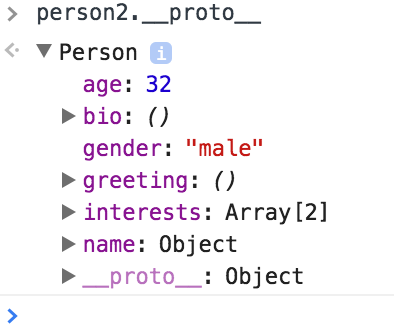 person2.__proto__
Person i
age: 32
bio: ()
gender: "male"
greeting: ()
interests: Array[2]
name: Object
__proto__: Object